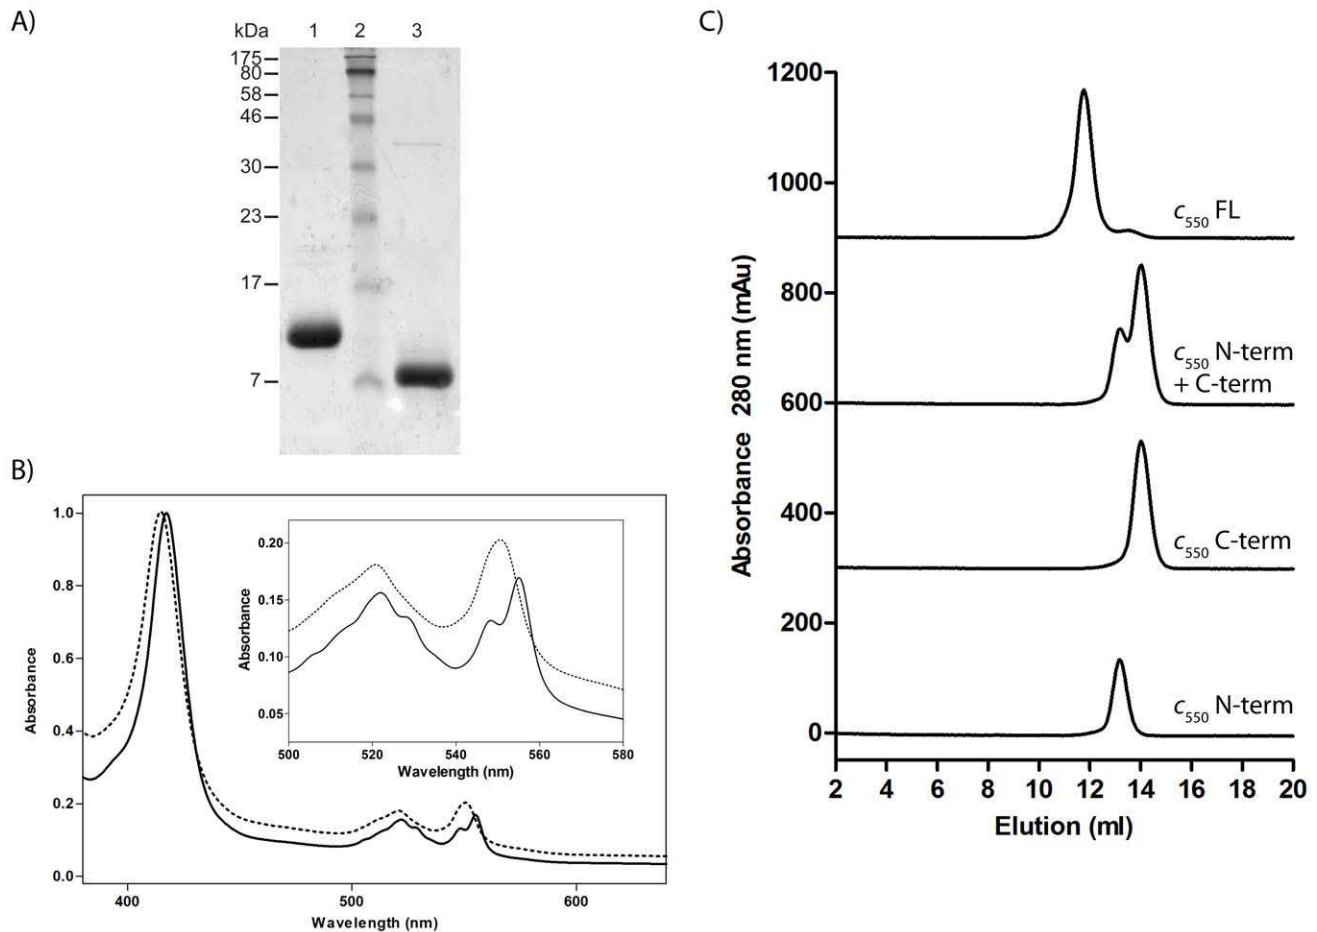 A)
kDa 1 2 3
175
80
58
46
30
23
17
7
B)
1.0
0.8
0.6
0.4
0.2
0.0
Absorbance
400 500 600
Wavelength (nm)
0.20
0.15
0.10
0.05
Absorbance
500 520 540 560 580
Wavelength (nm)
C)
1200
1000
800
600
400
200
0
Absorbance 280 nm (mAu)
c550 FL
c550 N-term
+ C-term
c550 C-term
c550 N-term
2 4 6 8 10 12 14 16 18 20
Elution (ml)